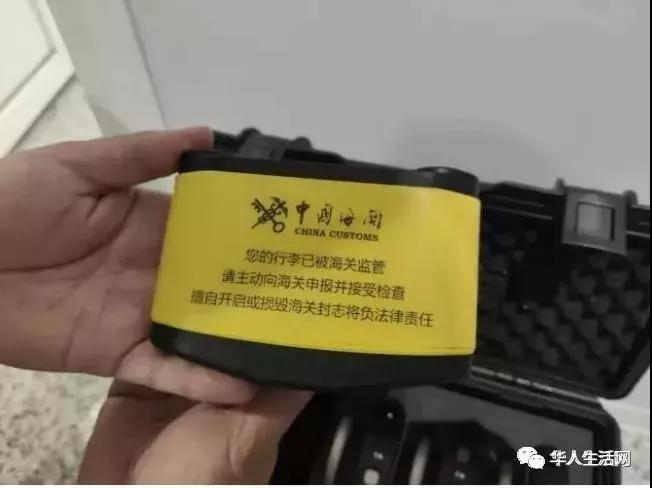 中国海关
CHINA CUSTOMS
您的行李已被海关监管
请主动向海关申报并接受检查
擅自开启或损毁海关封志将负法律责任
华人生活网